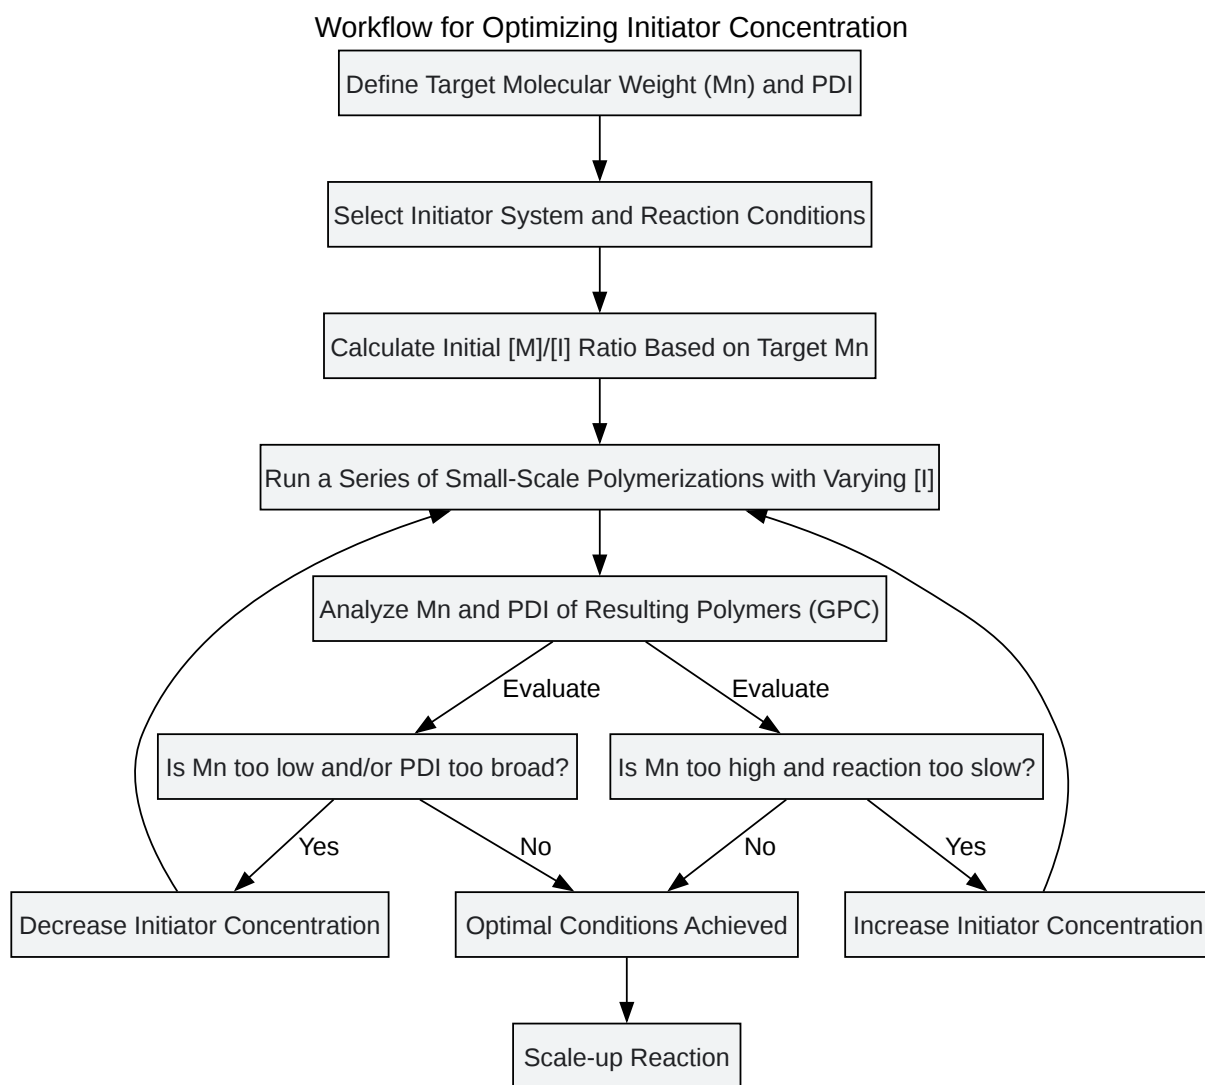 Workflow for Optimizing Initiator Concentration
Define Target Molecular Weight (Mn) and PDI
Select Initiator System and Reaction Conditions
Calculate Initial [M]/[I] Ratio Based on Target Mn
Run a Series of Small-Scale Polymerizations with Varying [I]
Analyze Mn and PDI of Resulting Polymers (GPC)
Evaluate
Evaluate
Is Mn too low and/or PDI too broad?
Is Mn too high and reaction too slow?
Yes
No
No
Yes
Decrease Initiator Concentration
Optimal Conditions Achieved
Increase Initiator Concentration
Scale-up Reaction